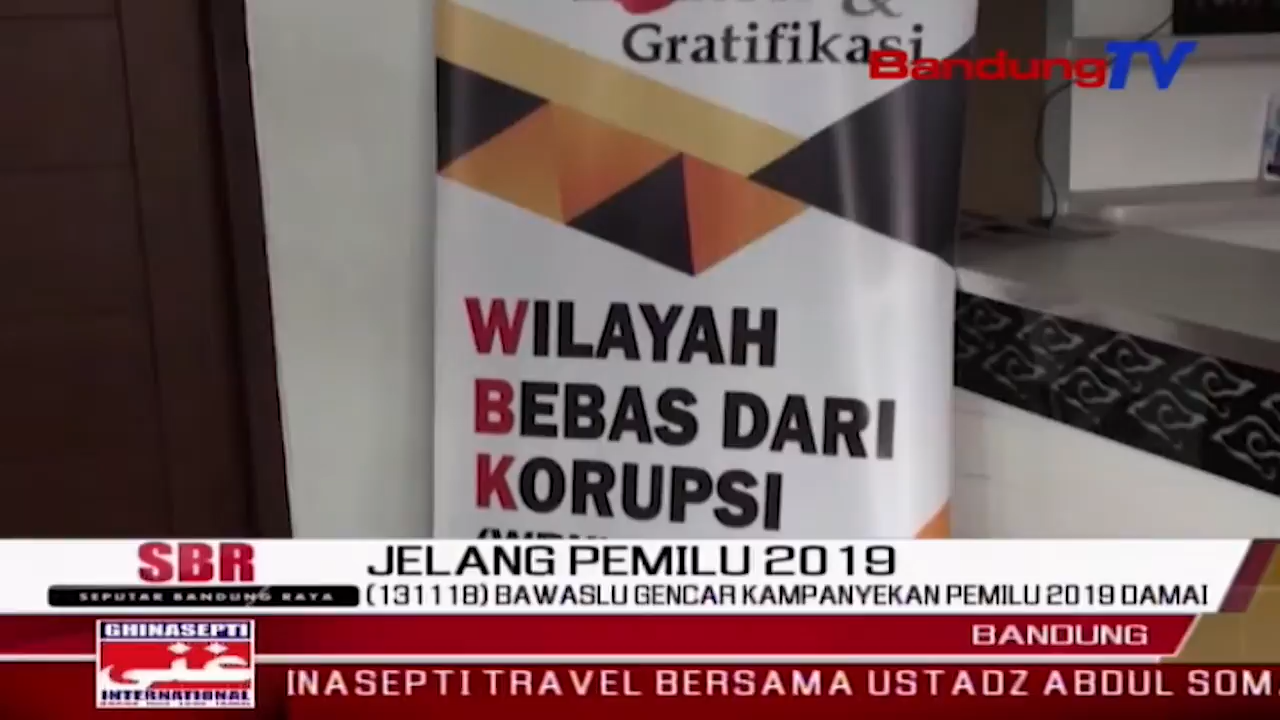 &
Gratifikasi
BandungTV
WILAYAH
BEBAS DARI
KORUPSI
SBR
SEPUTAR BANDUNG RAYA
JELANG PEMILU 2019
(131118) BAWASLU GENCAR KAMPANYEKAN PEMILU 2019 DAMAI
BANDUNG
GHINASEPTI
غنى
INTERNATIONAL
INASEPTI TRAVEL BERSAMA USTADZ ABDUL SOM